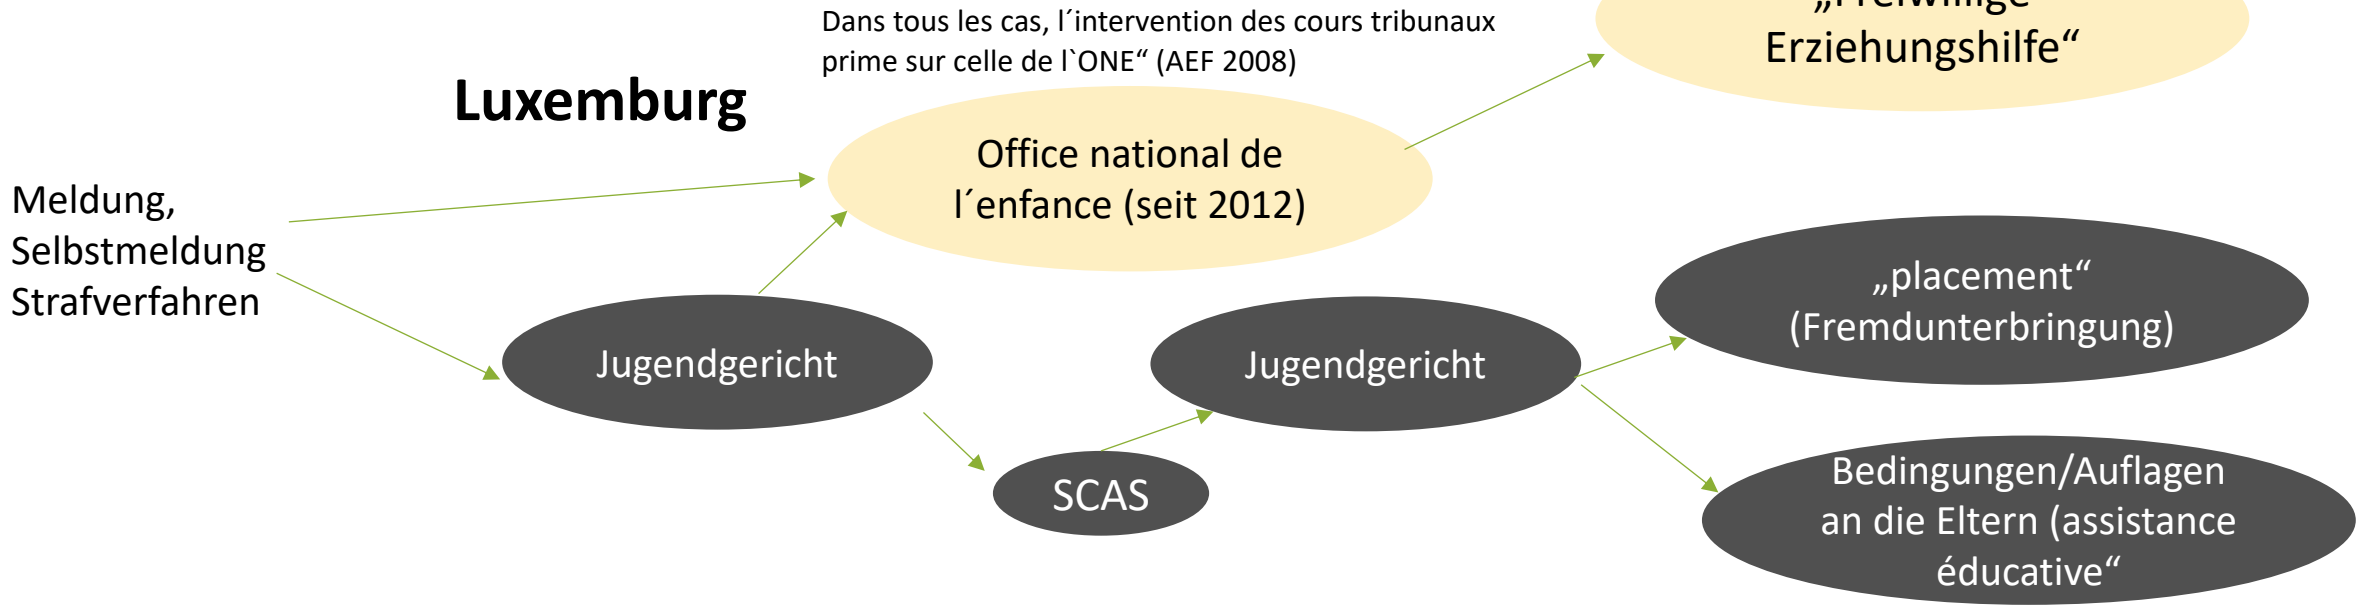 Dans tous les cas, l´intervention des cours tribunaux
prime sur celle de l`ONE“ (AEF 2008)
„Freiwillige
Erziehungshilfe“
Luxemburg
Office national de
l´enfance (seit 2012)
Meldung,
Selbstmeldung
Strafverfahren
„placement“
(Fremdunterbringung)
Jugendgericht
Jugendgericht
SCAS
Bedingungen/Auflagen
an die Eltern (assistance
éducative“